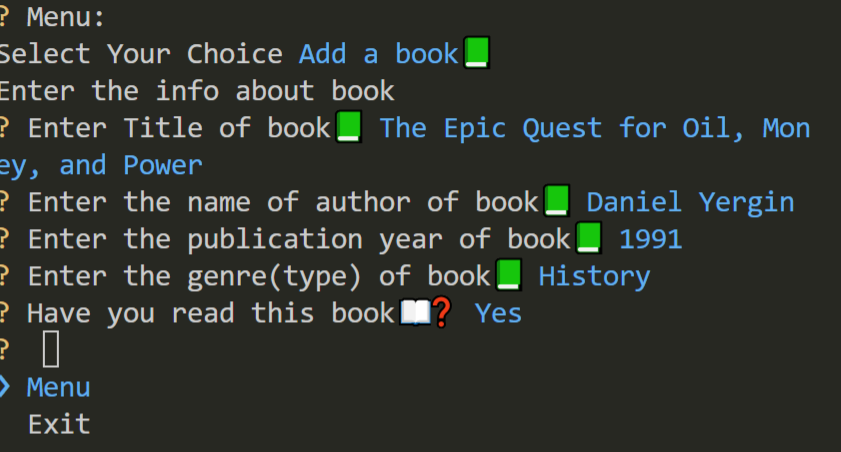 ? Menu:
Select Your Choice Add a book📗
Enter the info about book
? Enter Title of book📗 The Epic Quest for Oil, Mon
ey, and Power
? Enter the name of author of book📗 Daniel Yergin
? Enter the publication year of book📗 1991
? Enter the genre(type) of book📗 History
? Have you read this book📖❓ Yes
?
❯ Menu
Exit